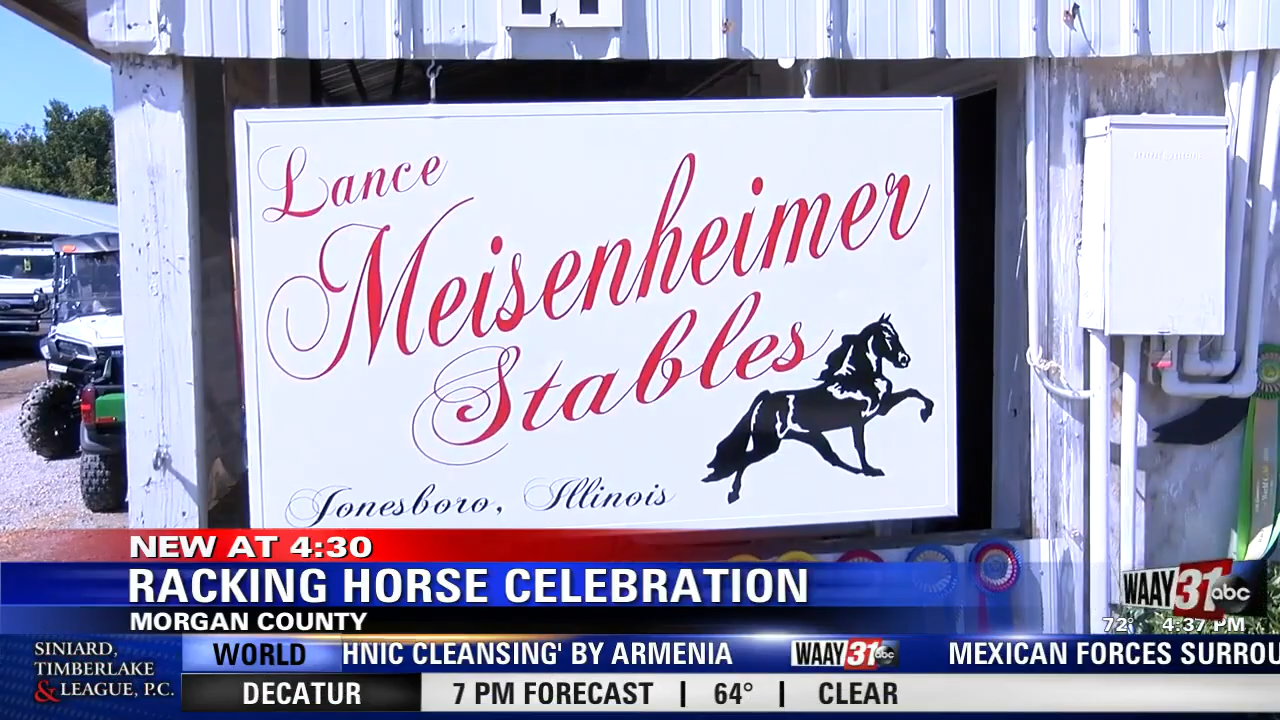 Lance
Meisenheimer
Stables
Jonesboro, Illinois
NEW AT 4:30
RACKING HORSE CELEBRATION
MORGAN COUNTY
WAAY 31 abc
72° 4:37 PM
SINIARD,
TIMBERLAKE
& LEAGUE, P.C.
WORLD HNIC CLEANSING' BY ARMENIA WAAY 31 abc MEXICAN FORCES SURROU
DECATUR 7 PM FORECAST | 64° | CLEAR